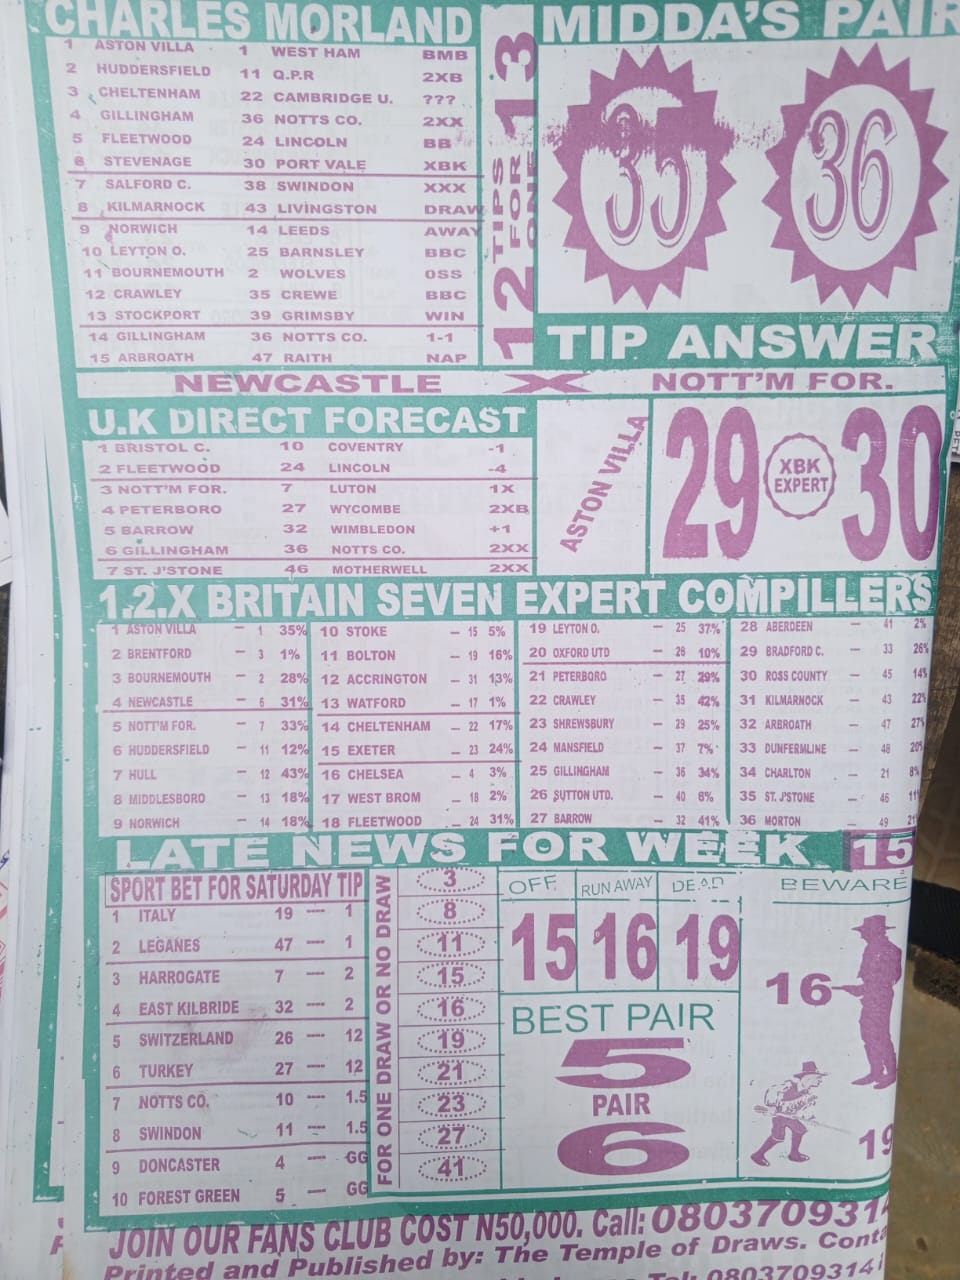 CHARLES MORLAND
1 ASTON VILLA 1 WEST HAM BMB
2 HUDDERSFIELD 11 Q.P.R 2XB
3 CHELTENHAM 22 CAMBRIDGE U. ???
4 GILLINGHAM 36 NOTTS CO. 2XX
5 FLEETWOOD 24 LINCOLN BB
6 STEVENAGE 30 PORT VALE XBK
7 SALFORD C. 38 SWINDON XXX
8 KILMARNOCK 43 LIVINGSTON DRAW
9 NORWICH 14 LEEDS AWAY
10 LEYTON O. 25 BARNSLEY BBC
11 BOURNEMOUTH 2 WOLVES OSS
12 CRAWLEY 35 CREWE BBC
13 STOCKPORT 39 GRIMSBY WIN
14 GILLINGHAM 36 NOTTS CO. 1-1
15 ARBROATH 47 RAITH NAP
12 TIPS FOR ONE 13
MIDDA'S PAIR
35 36
TIP ANSWER
NEWCASTLE X NOTT'M FOR.
U.K DIRECT FORECAST
1 BRISTOL C. 10 COVENTRY -1
2 FLEETWOOD 24 LINCOLN -4
3 NOTT'M FOR. 7 LUTON 1X
4 PETERBORO 27 WYCOMBE 2XB
5 BARROW 32 WIMBLEDON +1
6 GILLINGHAM 36 NOTTS CO. 2XX
7 ST. J'STONE 46 MOTHERWELL 2XX
ASTON VILLA
29 XBK EXPERT 30
1.2.X BRITAIN SEVEN EXPERT COMPILLERS
1 ASTON VILLA – 1 35%
2 BRENTFORD – 3 1%
3 BOURNEMOUTH – 2 28%
4 NEWCASTLE – 6 31%
5 NOTT'M FOR. – 7 33%
6 HUDDERSFIELD – 11 12%
7 HULL – 12 43%
8 MIDDLESBORO – 13 18%
9 NORWICH – 14 18%
10 STOKE – 15 5%
11 BOLTON – 19 16%
12 ACCRINGTON – 31 13%
13 WATFORD – 17 1%
14 CHELTENHAM – 22 17%
15 EXETER – 23 24%
16 CHELSEA – 4 3%
17 WEST BROM – 18 2%
18 FLEETWOOD – 24 31%
19 LEYTON O. – 25 37%
20 OXFORD UTD – 26 10%
21 PETERBORO – 27 29%
22 CRAWLEY – 35 42%
23 SHREWSBURY – 29 25%
24 MANSFIELD – 37 7%
25 GILLINGHAM – 36 34%
26 SUTTON UTD. – 40 6%
27 BARROW – 32 41%
28 ABERDEEN – 41 2%
29 BRADFORD C. – 33 26%
30 ROSS COUNTY – 45 14%
31 KILMARNOCK – 43 22%
32 ARBROATH – 47 27%
33 DUNFERMLINE – 48 20%
34 CHARLTON – 21 8%
35 ST. J'STONE – 46 11
36 MORTON – 49 21
LATE NEWS FOR WEEK 15
SPORT BET FOR SATURDAY TIP
1 ITALY 19 ---- 1
2 LEGANES 47 ---- 1
3 HARROGATE 7 ---- 2
4 EAST KILBRIDE 32 ---- 2
5 SWITZERLAND 26 ---- 12
6 TURKEY 27 ---- 12
7 NOTTS CO. 10 ---- 1.5
8 SWINDON 11 ---- 1.5
9 DONCASTER 4 ---- GG
10 FOREST GREEN 5 ---- GG
FOR ONE DRAW OR NO DRAW
3
8
11
15
16
19
21
23
27
41
OFF RUN AWAY DEAD
15 16 19
BEST PAIR
5
PAIR
6
BEWARE
16
19
JOIN OUR FANS CLUB COST N50,000. Call: 080370931
Printed and Published by: The Temple of Draws. Conta
Tel: 0803709314